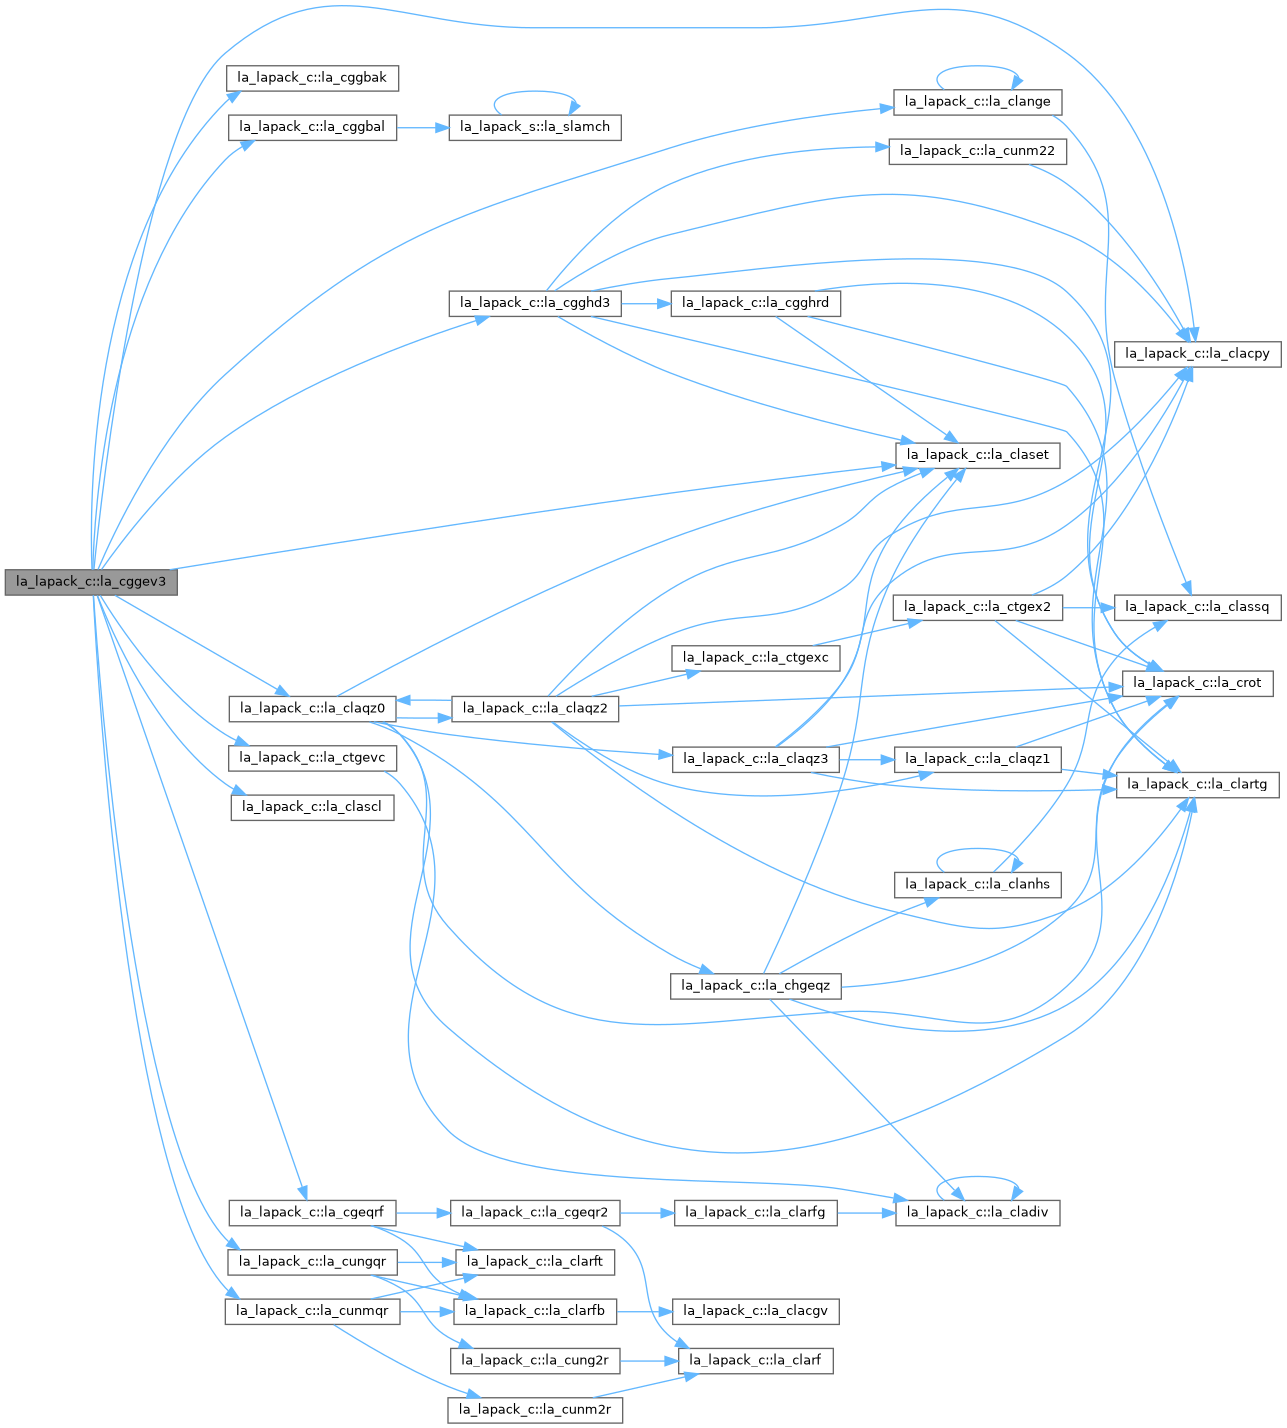 la_lapack_c::la_cggbak
la_lapack_c::la_clange
la_lapack_c::la_cggbal
la_lapack_s::la_slamch
la_lapack_c::la_cunm22
la_lapack_c::la_cgghd3
la_lapack_c::la_cgghrd
la_lapack_c::la_clacpy
la_lapack_c::la_claset
la_lapack_c::la_cggev3
la_lapack_c::la_ctgex2
la_lapack_c::la_classq
la_lapack_c::la_ctgexc
la_lapack_c::la_crot
la_lapack_c::la_claqz0
la_lapack_c::la_claqz2
la_lapack_c::la_ctgevc
la_lapack_c::la_claqz3
la_lapack_c::la_claqz1
la_lapack_c::la_clartg
la_lapack_c::la_clascl
la_lapack_c::la_clanhs
la_lapack_c::la_chgeqz
la_lapack_c::la_cgeqrf
la_lapack_c::la_cgeqr2
la_lapack_c::la_clarfg
la_lapack_c::la_cladiv
la_lapack_c::la_cungqr
la_lapack_c::la_clarft
la_lapack_c::la_cunmqr
la_lapack_c::la_clarfb
la_lapack_c::la_clacgv
la_lapack_c::la_cung2r
la_lapack_c::la_clarf
la_lapack_c::la_cunm2r